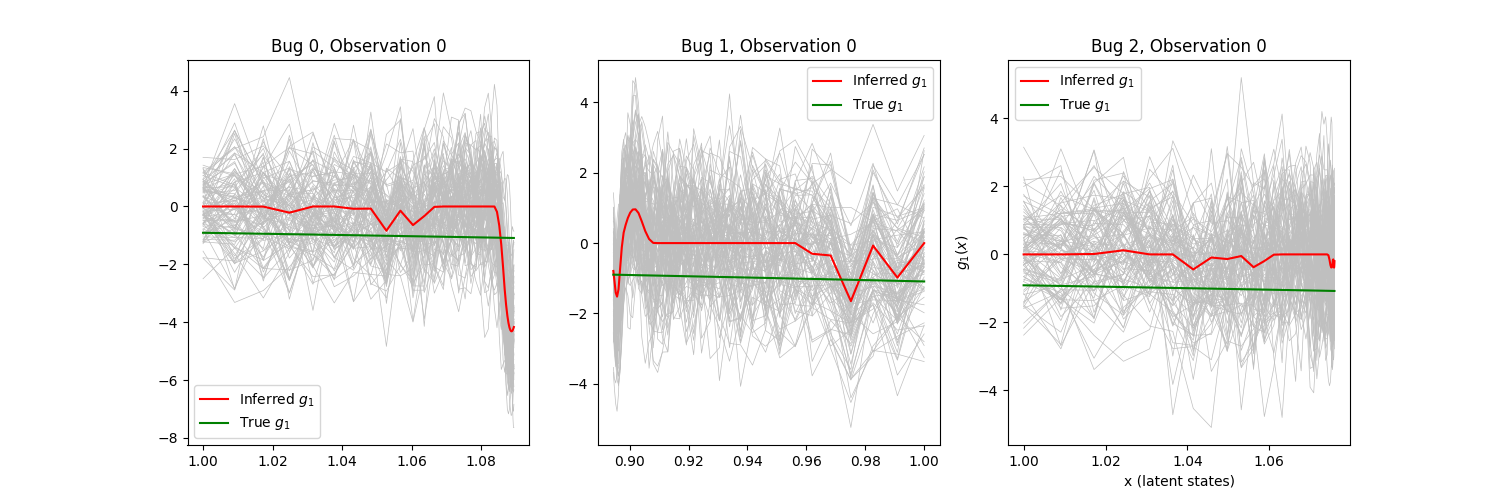 Bug 0, Observation 0
4
2
0
−2
−4
−6
−8
Inferred g₁
True g₁
1.00 1.02 1.04 1.06 1.08
Bug 1, Observation 0
Inferred g₁
True g₁
4
2
0
−2
−4
0.90 0.92 0.94 0.96 0.98 1.00
Bug 2, Observation 0
Inferred g₁
True g₁
4
2
0
−2
−4
g₁(x)
1.00 1.02 1.04 1.06
x (latent states)